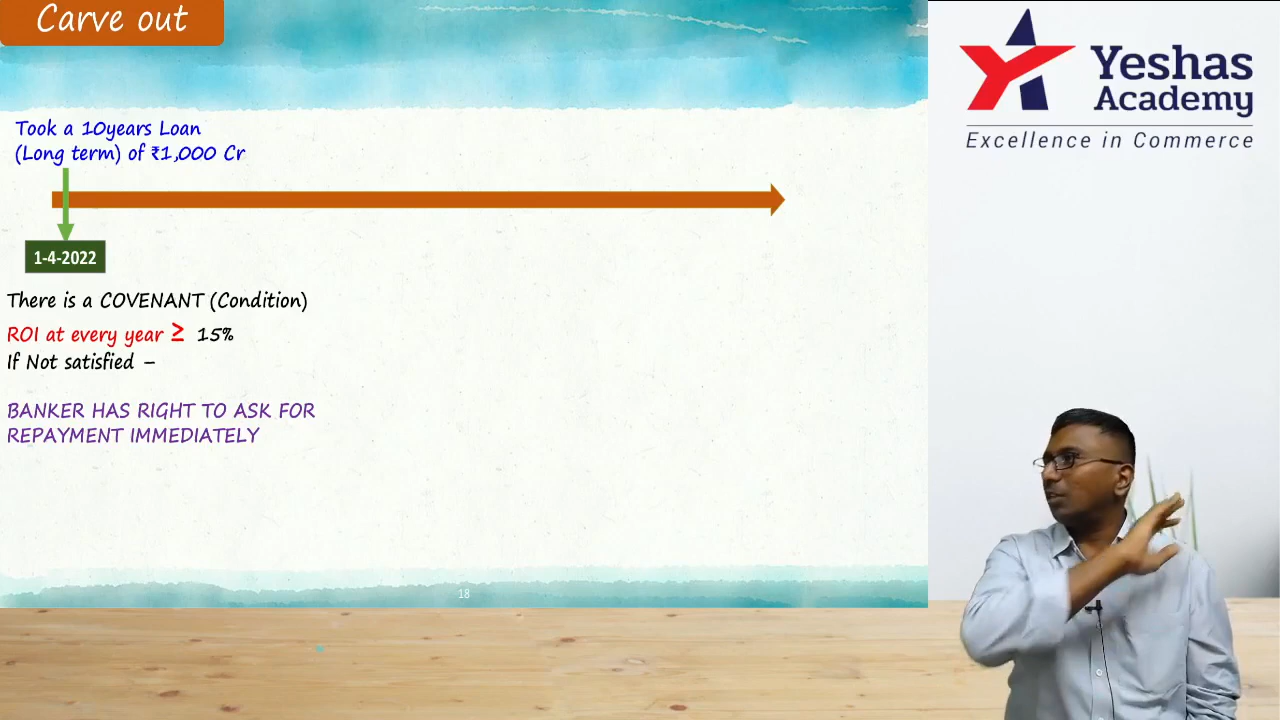 Carve out
Took a 10years Loan
(Long term) of ₹1,000 Cr
1-4-2022
There is a COVENANT (Condition)
ROI at every year ≥ 15%
If Not satisfied –
BANKER HAS RIGHT TO ASK FOR
REPAYMENT IMMEDIATELY
18
Yeshas
Academy
Excellence in Commerce